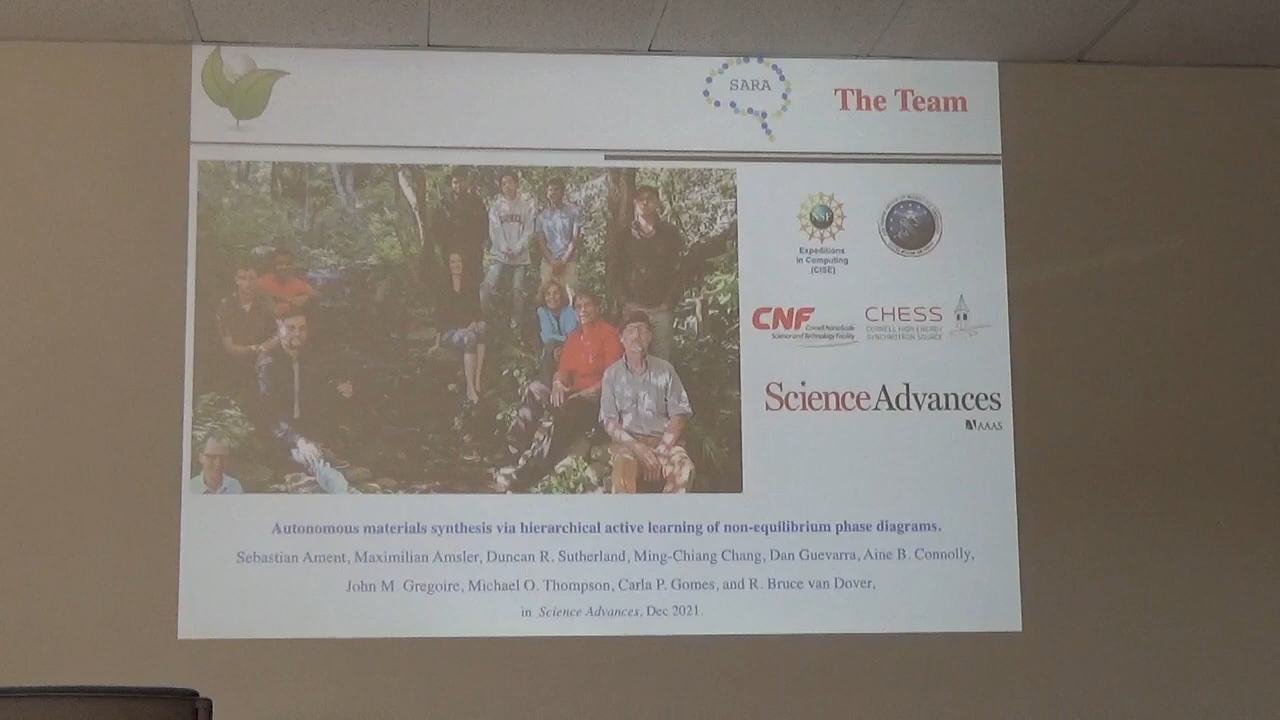 SARA
The Team
NSF
Expeditions
in Computing
(CISE)
CNF
Cornell NanoScale
Science and Technology Facility
CHESS
CORNELL HIGH ENERGY
SYNCHROTRON SOURCE
ScienceAdvances
AAAS
Autonomous materials synthesis via hierarchical active learning of non-equilibrium phase diagrams.
Sebastian Ament, Maximilian Amsler, Duncan R. Sutherland, Ming-Chiang Chang, Dan Guevarra, Aine B. Connolly,
John M. Gregoire, Michael O. Thompson, Carla P. Gomes, and R. Bruce van Dover,
in Science Advances, Dec 2021.